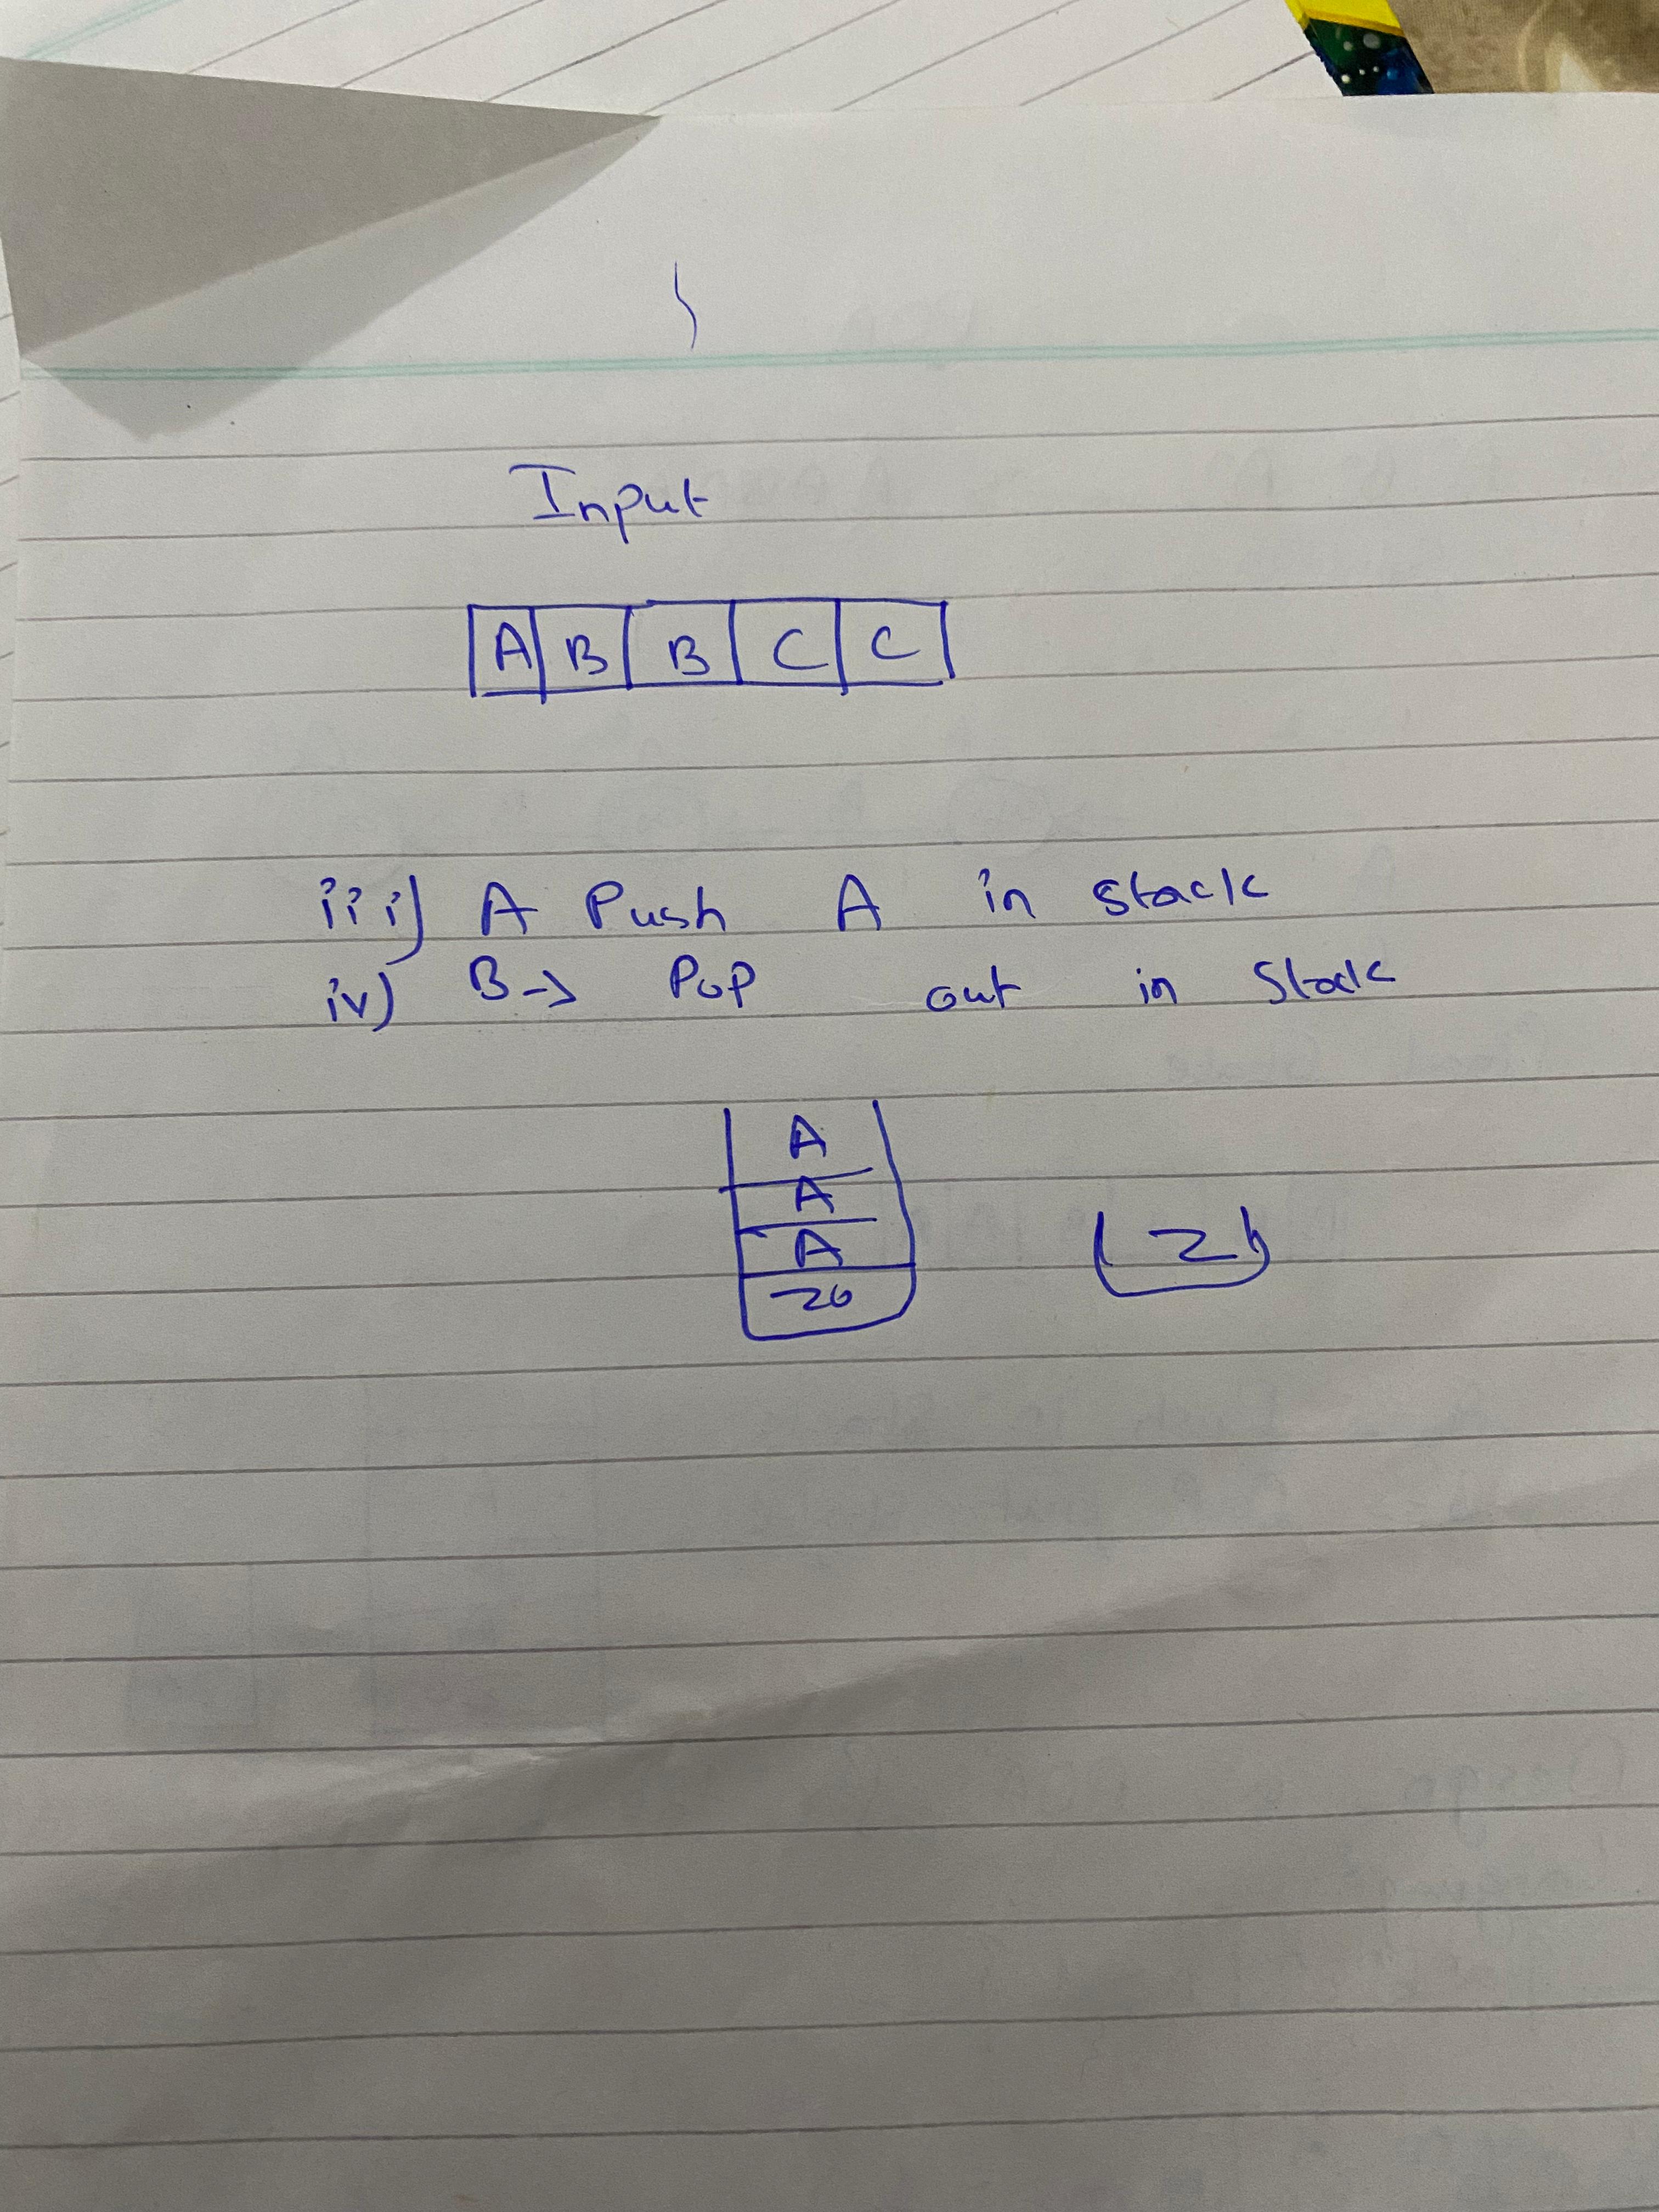 Input
A B B C C
iii) A Push A in stack
iv) B → Pop out in Stack
A
A
A
z0
z